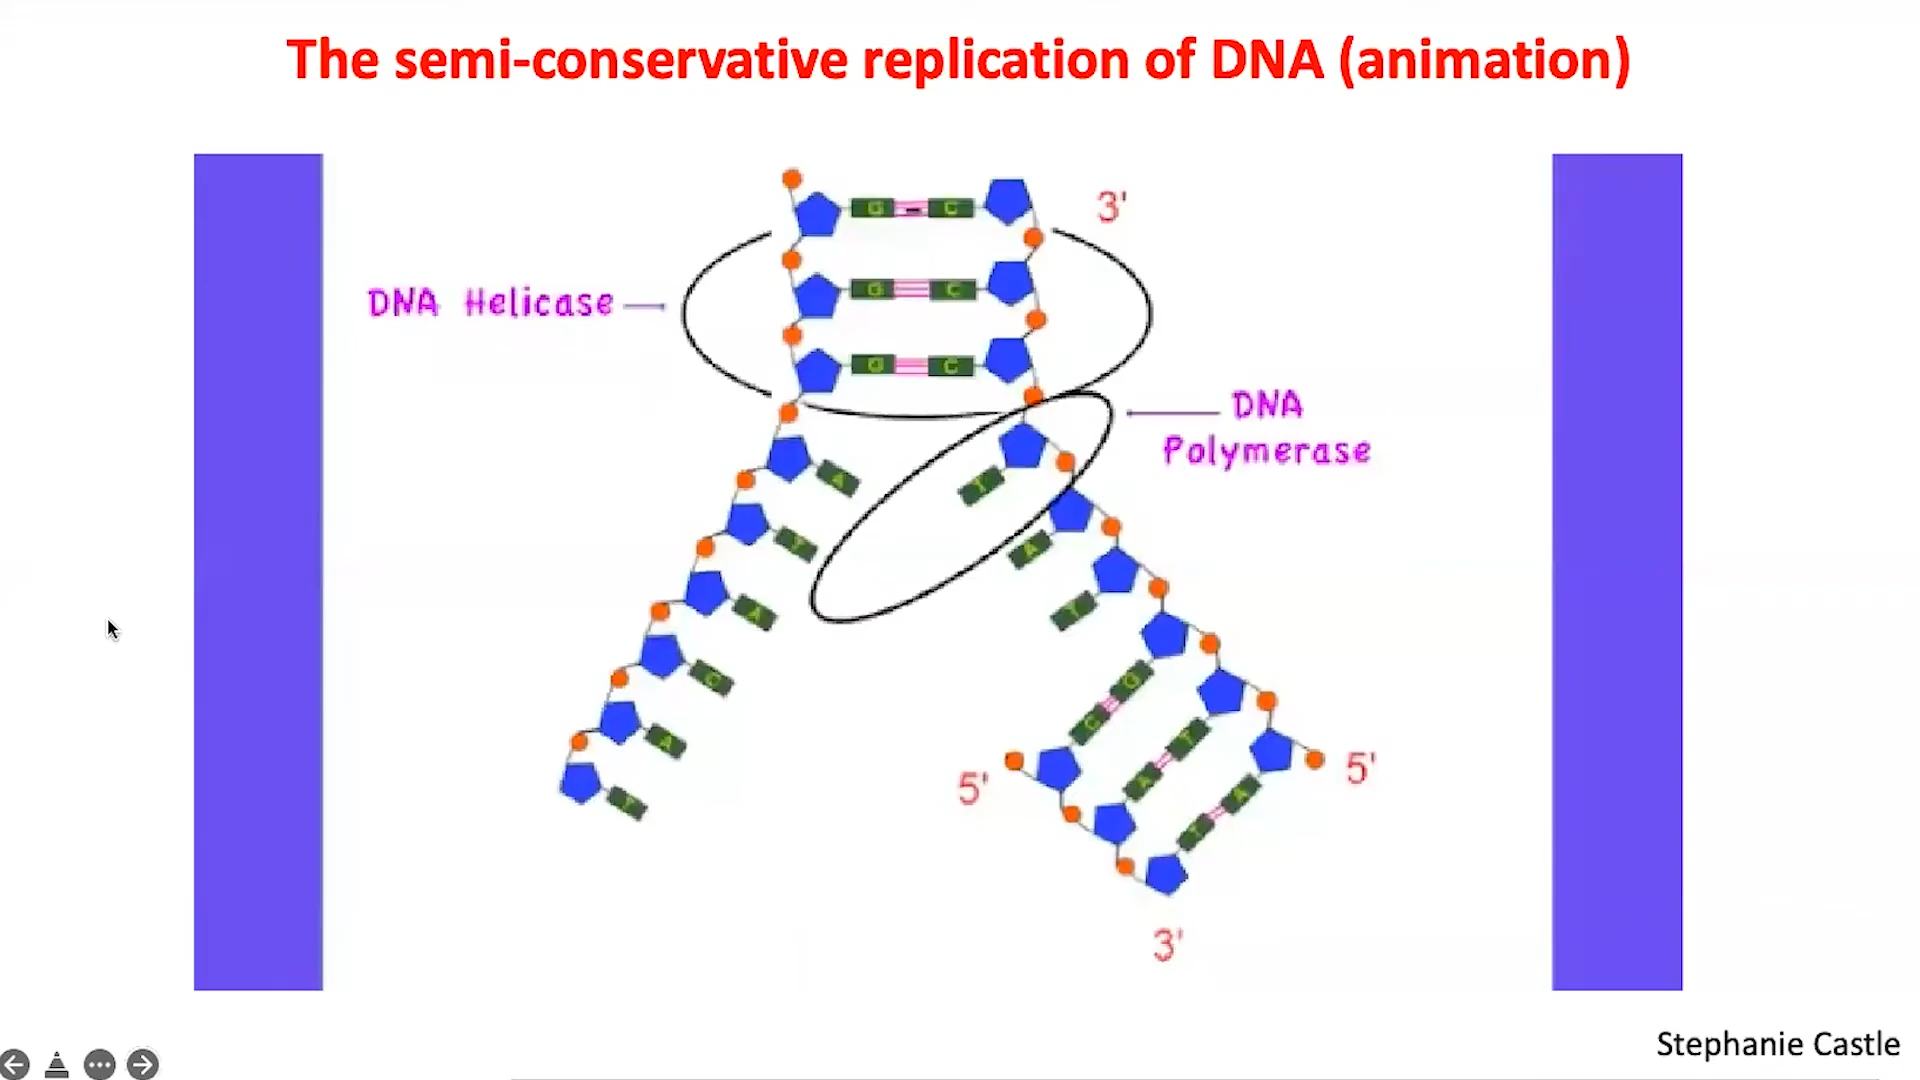 The semi-conservative replication of DNA (animation)
3'
G C
DNA Helicase
G C
G C
DNA
Polymerase
A
T
T
A
A
T
C
G
A
C
T
T
A
A
T
5'
5'
3'
Stephanie Castle